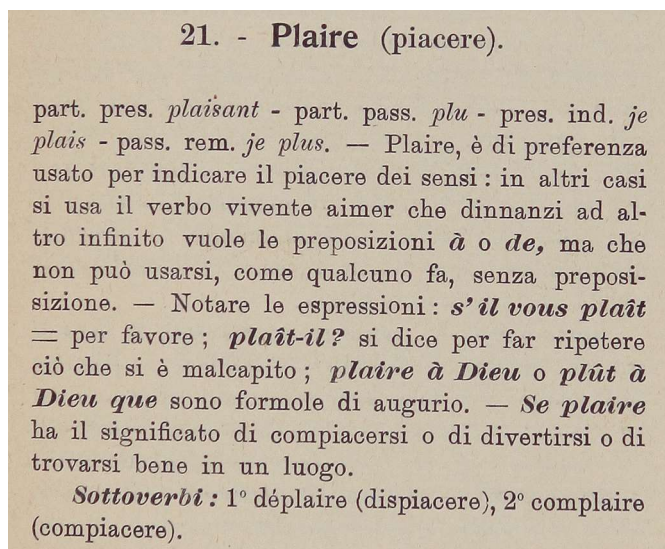 21. - Plaire (piacere).
part. pres. plaisant - part. pass. plu - pres. ind. je
plais - pass. rem. je plus. — Plaire, è di preferenza
usato per indicare il piacere dei sensi : in altri casi
si usa il verbo vivente aimer che dinnanzi ad al-
tro infinito vuole le preposizioni à o de, ma che
non può usarsi, come qualcuno fa, senza preposi-
sizione. — Notare le espressioni : s' il vous plaît
= per favore ; plaît-il ? si dice per far ripetere
ciò che si è malcapito ; plaire à Dieu o plût à
Dieu que sono formole di augurio. — Se plaire
ha il significato di compiacersi o di divertirsi o di
trovarsi bene in un luogo.
Sottoverbi : 1º déplaire (dispiacere), 2º complaire
(compiacere).